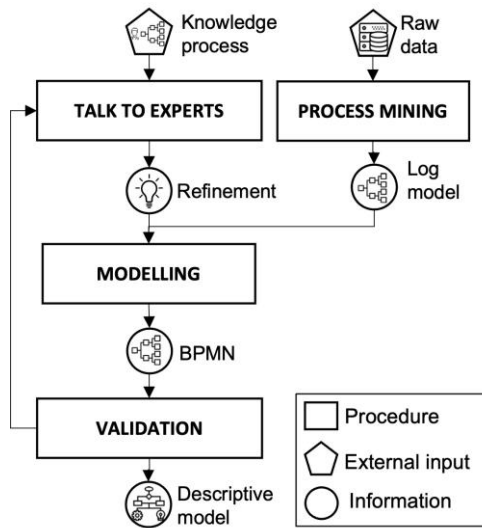 Knowledge
process
Raw
data
TALK TO EXPERTS
PROCESS MINING
Refinement
Log
model
MODELLING
BPMN
VALIDATION
Descriptive
model
Procedure
External input
Information